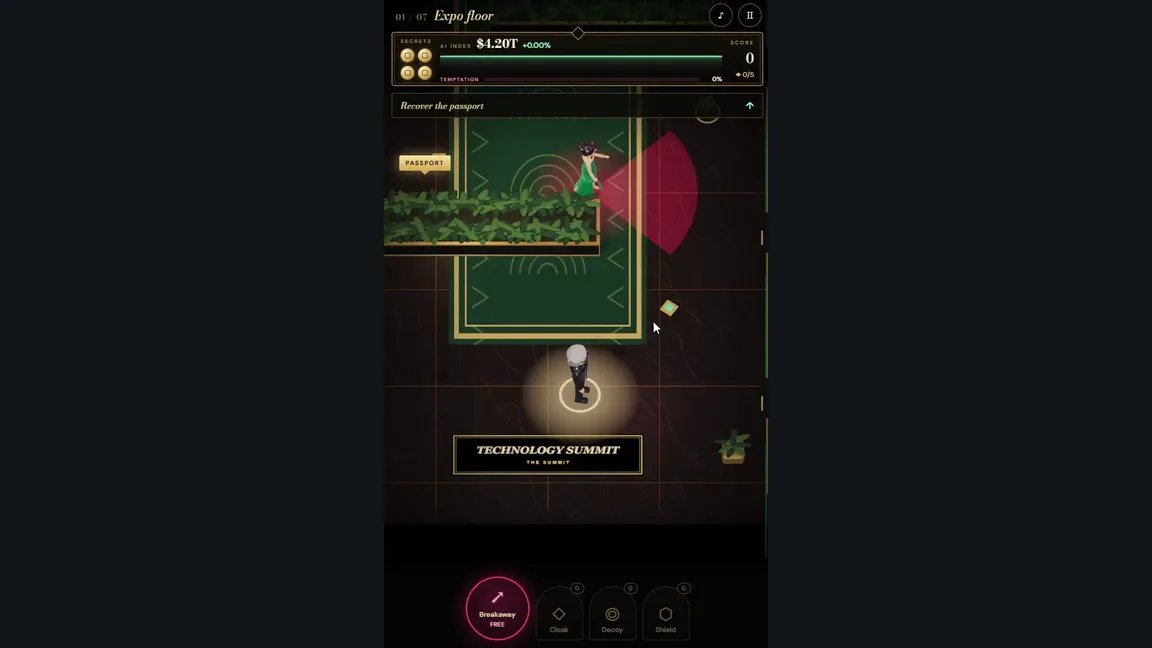 01 / 07 Expo floor
SECRETS
AI INDEX $4.20T +0.00%
SCORE
0
0/5
TEMPTATION 0%
Recover the passport
PASSPORT
TECHNOLOGY SUMMIT
THE SUMMIT
Breakaway
FREE
0
Cloak
0
Decoy
0
Shield